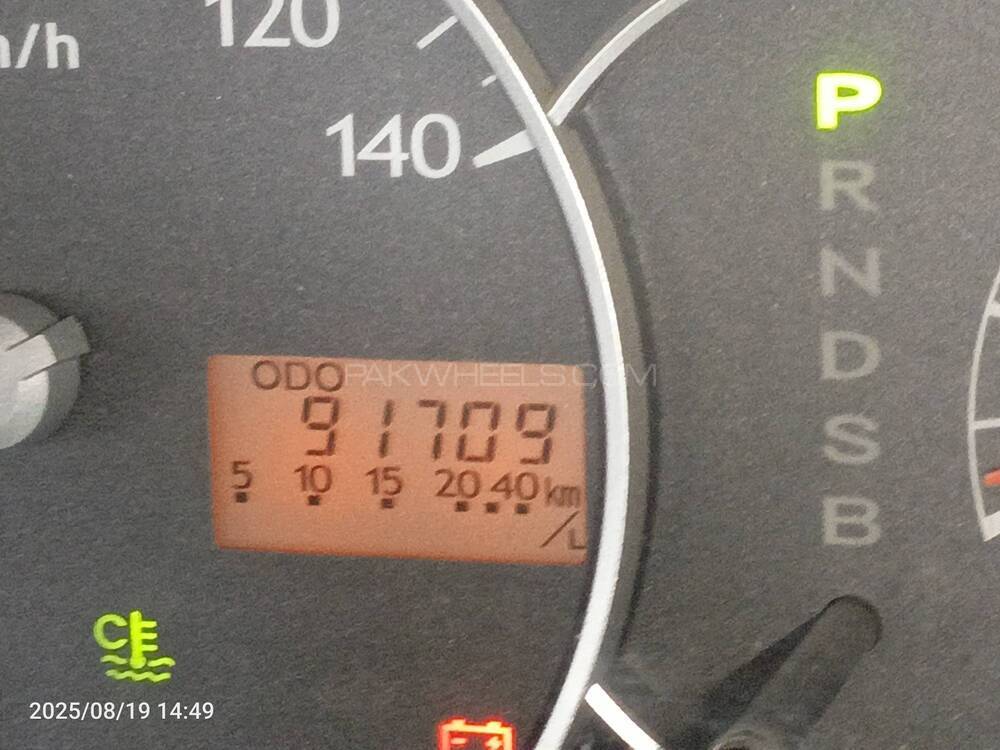 120
m/h
140
P
R
N
D
S
B
ODO
PAKWHEELS.COM
91709
5 10 15 20 40 km/L
C
2025/08/19 14:49